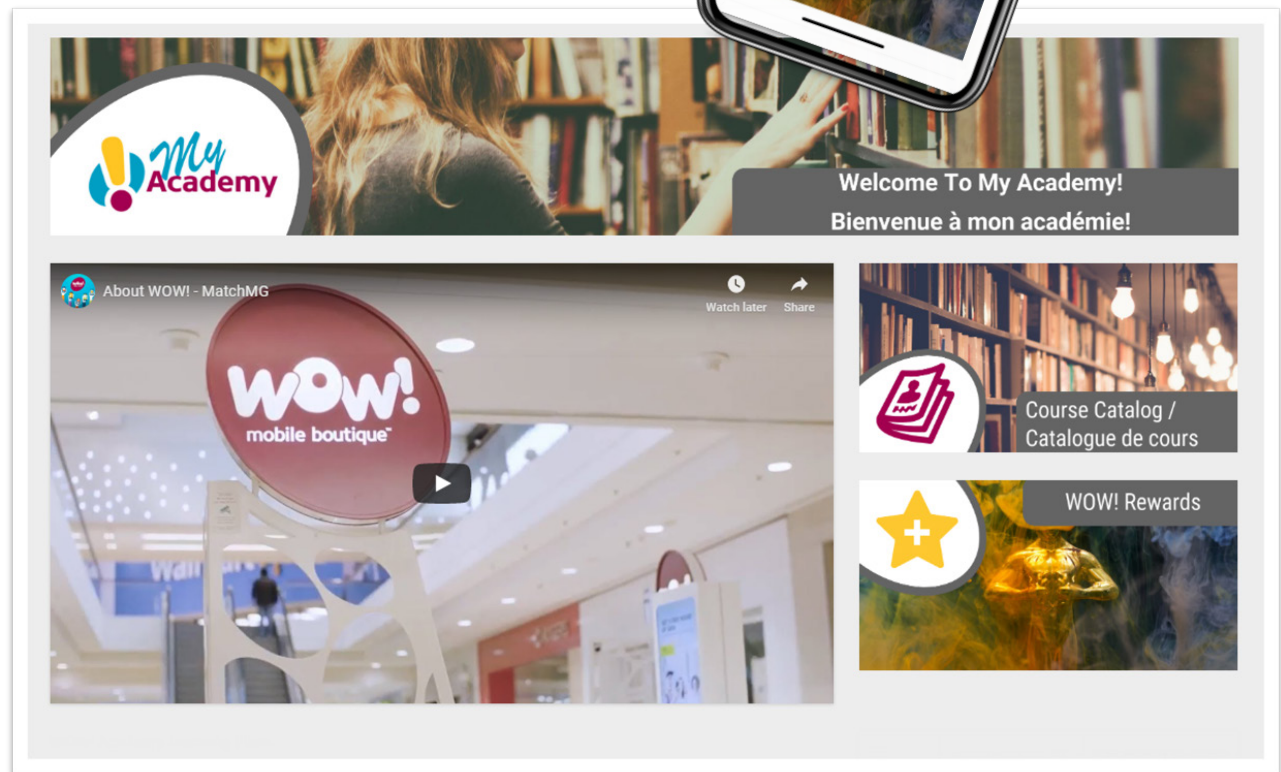 My
Academy
Welcome To My Academy!
Bienvenue à mon académie!
About WOW! - MatchMG
Watch later
Share
wow!
mobile boutique™
Course Catalog /
Catalogue de cours
WOW! Rewards